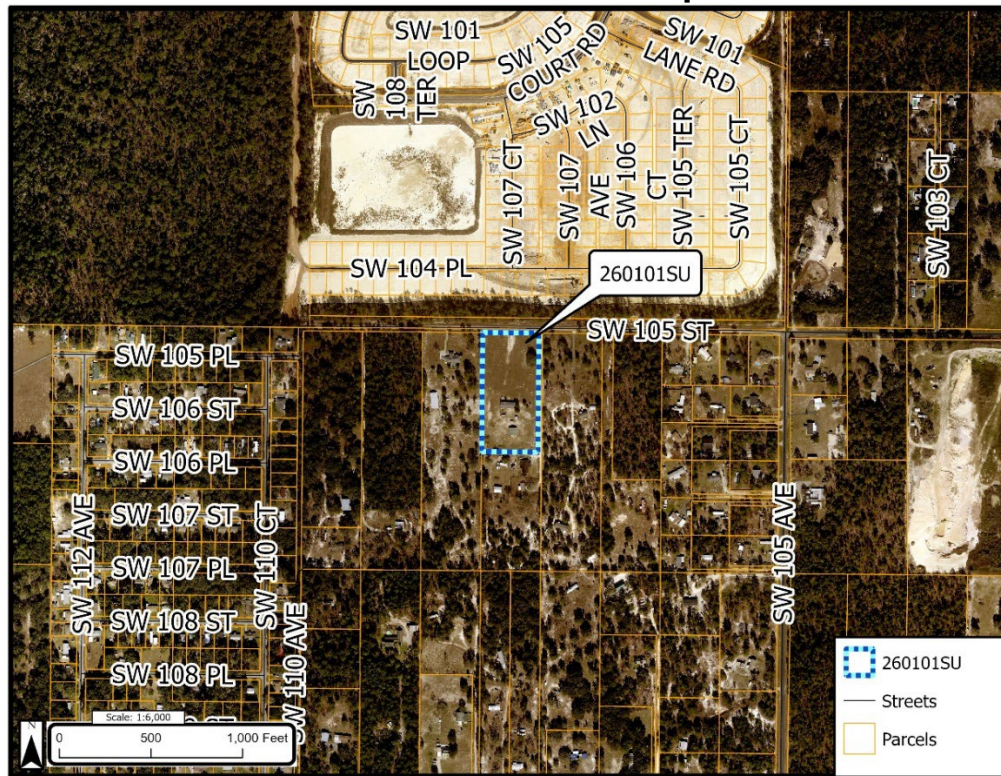 SW 101
LOOP
SW 105
COURT RD
SW 101
LANE RD
SW
108
TER
SW 102
LN
SW 107 CT
SW 107
AVE
SW 106
CT
SW 105 TER
SW 105 CT
SW 103 CT
SW 104 PL
260101SU
SW 105 ST
SW 105 PL
SW 106 ST
SW 106 PL
SW 107 ST
SW 107 PL
SW 108 ST
SW 108 PL
SW 112 AVE
SW 110 CT
SW 110 AVE
SW 105 AVE
ST
N
Scale: 1:6,000
0 500 1,000 Feet
260101SU
Streets
Parcels